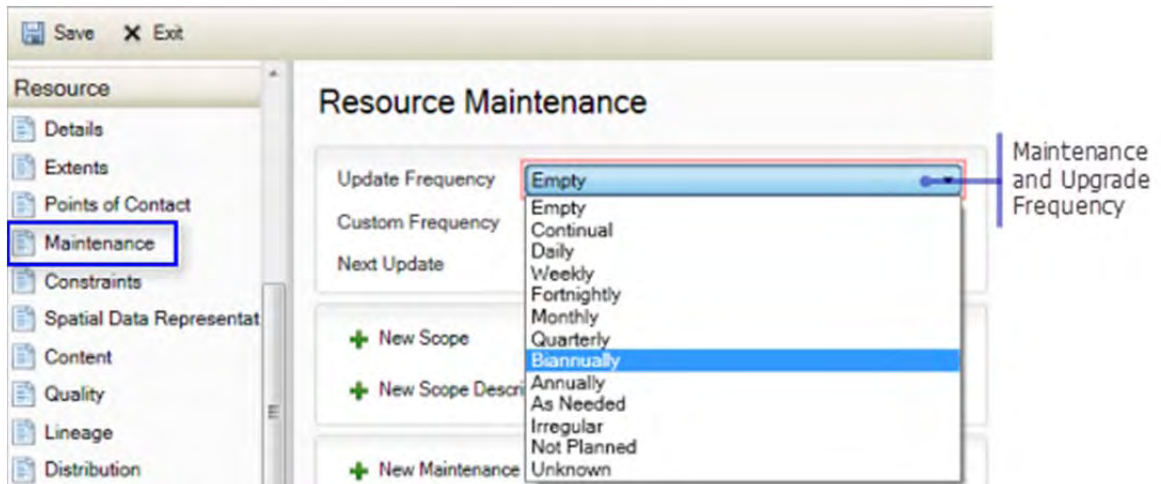 Save Exit
Resource
Details
Extents
Points of Contact
Maintenance
Constraints
Spatial Data Representat
Content
Quality
Lineage
Distribution
Resource Maintenance
Update Frequency Empty
Custom Frequency
Next Update
Empty
Continual
Daily
Weekly
Fortnightly
Monthly
Quarterly
Biannually
Annually
As Needed
Irregular
Not Planned
Unknown
New Scope
New Scope Descri
New Maintenance
Maintenance
and Upgrade
Frequency